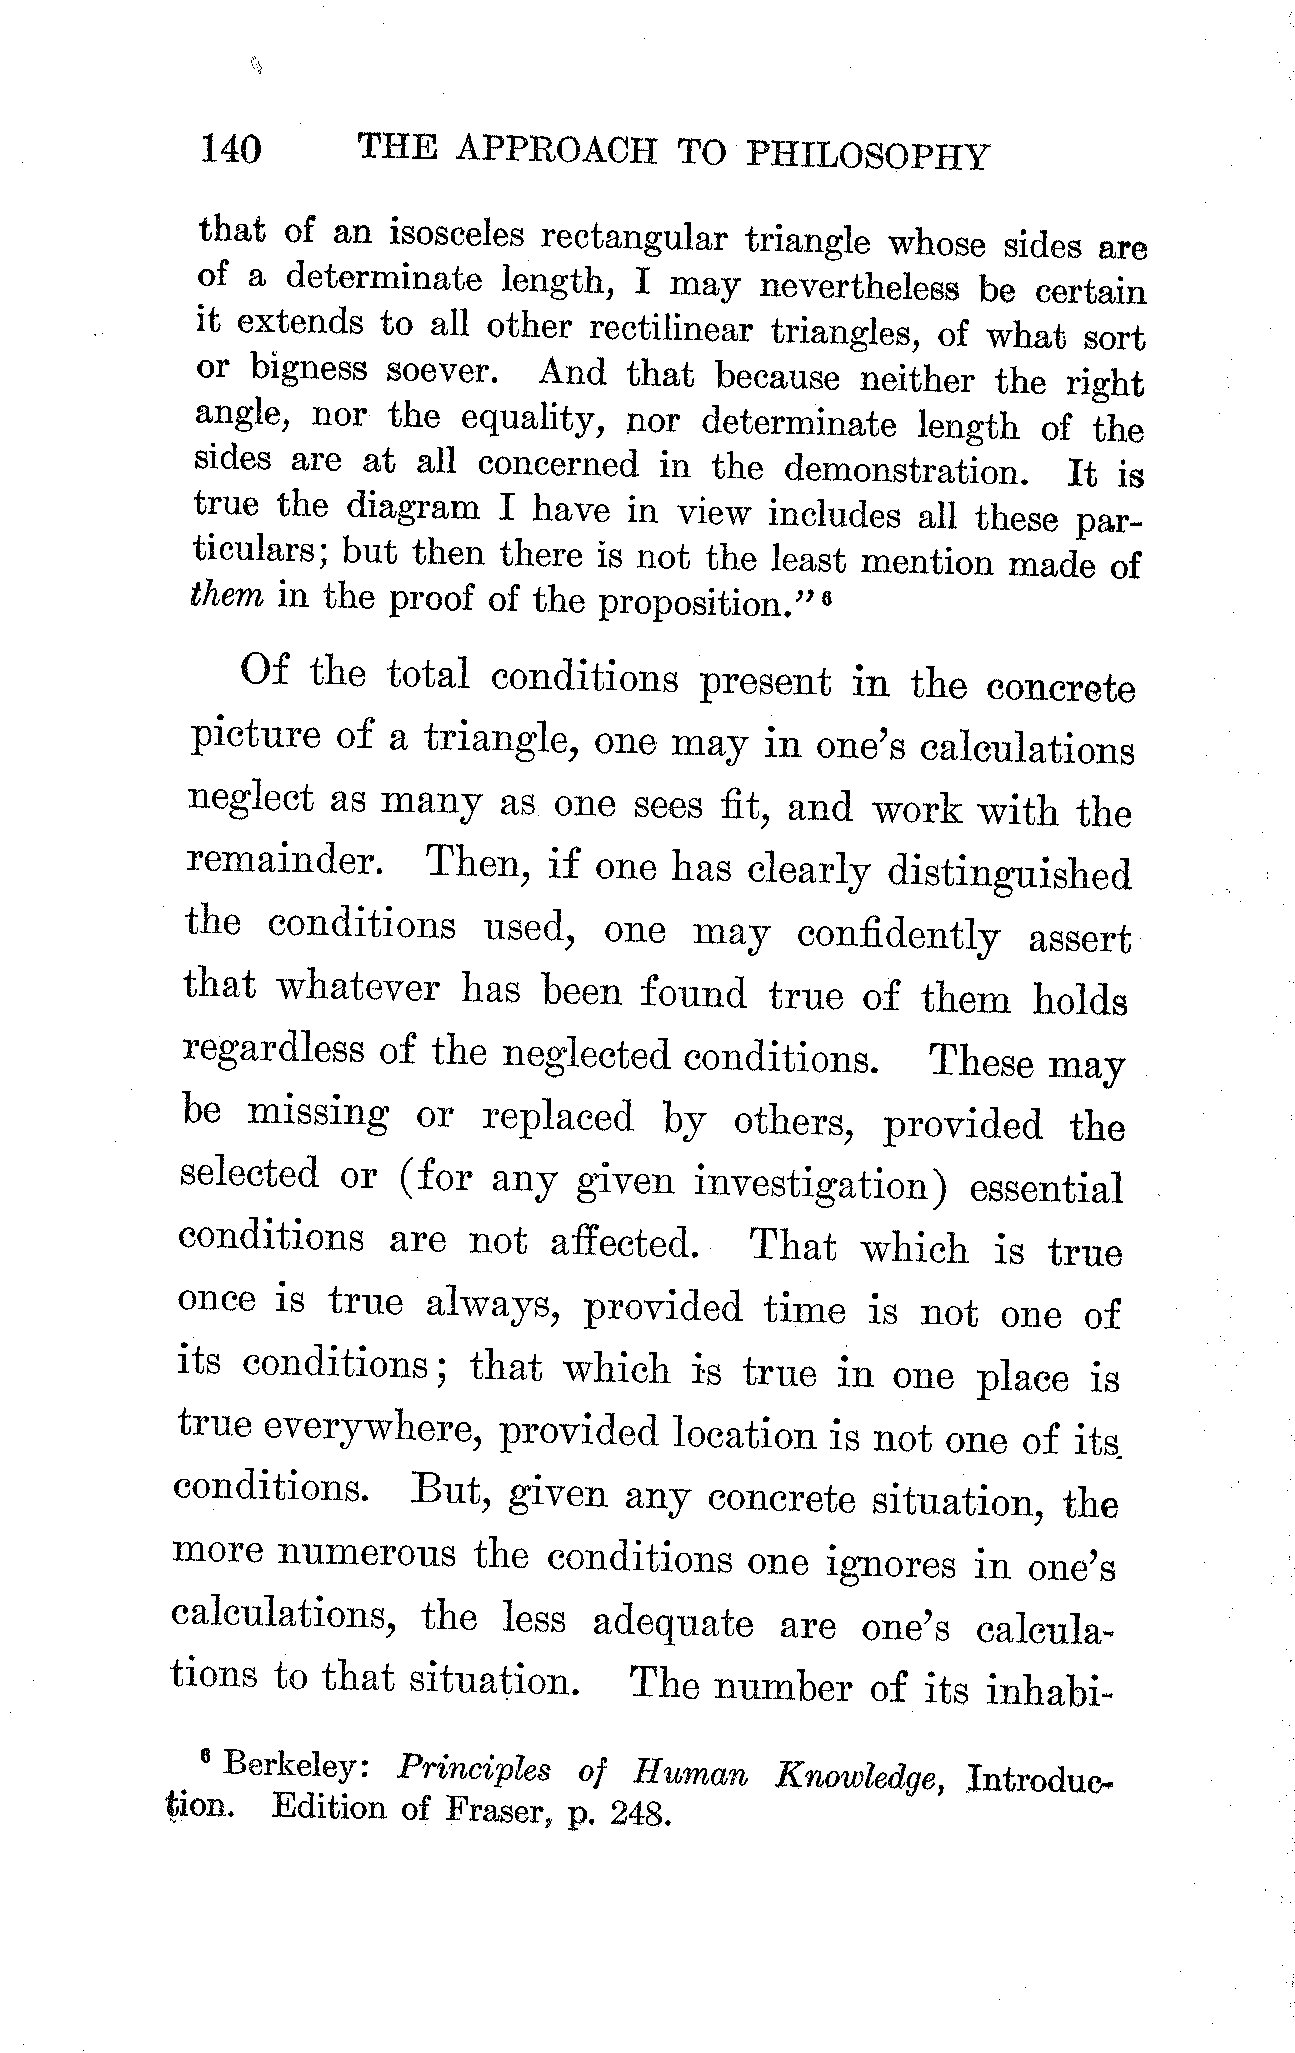 140 THE APPROACH TO PHILOSOPHY
that of an isosceles rectangular triangle whose sides are
of a determinate length, I may nevertheless be certain
it extends to all other rectilinear triangles, of what sort
or bigness soever. And that because neither the right
angle, nor the equality, nor determinate length of the
sides are at all concerned in the demonstration. It is
true the diagram I have in view includes all these par-
ticulars; but then there is not the least mention made of
them in the proof of the proposition." 6
Of the total conditions present in the concrete
picture of a triangle, one may in one's calculations
neglect as many as one sees fit, and work with the
remainder. Then, if one has clearly distinguished
the conditions used, one may confidently assert
that whatever has been found true of them holds
regardless of the neglected conditions. These may
be missing or replaced by others, provided the
selected or (for any given investigation) essential
conditions are not affected. That which is true
once is true always, provided time is not one of
its conditions; that which is true in one place is
true everywhere, provided location is not one of its
conditions. But, given any concrete situation, the
more numerous the conditions one ignores in one's
calculations, the less adequate are one's calcula-
tions to that situation. The number of its inhabi-
6 Berkeley: Principles of Human Knowledge, Introduc-
tion. Edition of Fraser, p. 248.